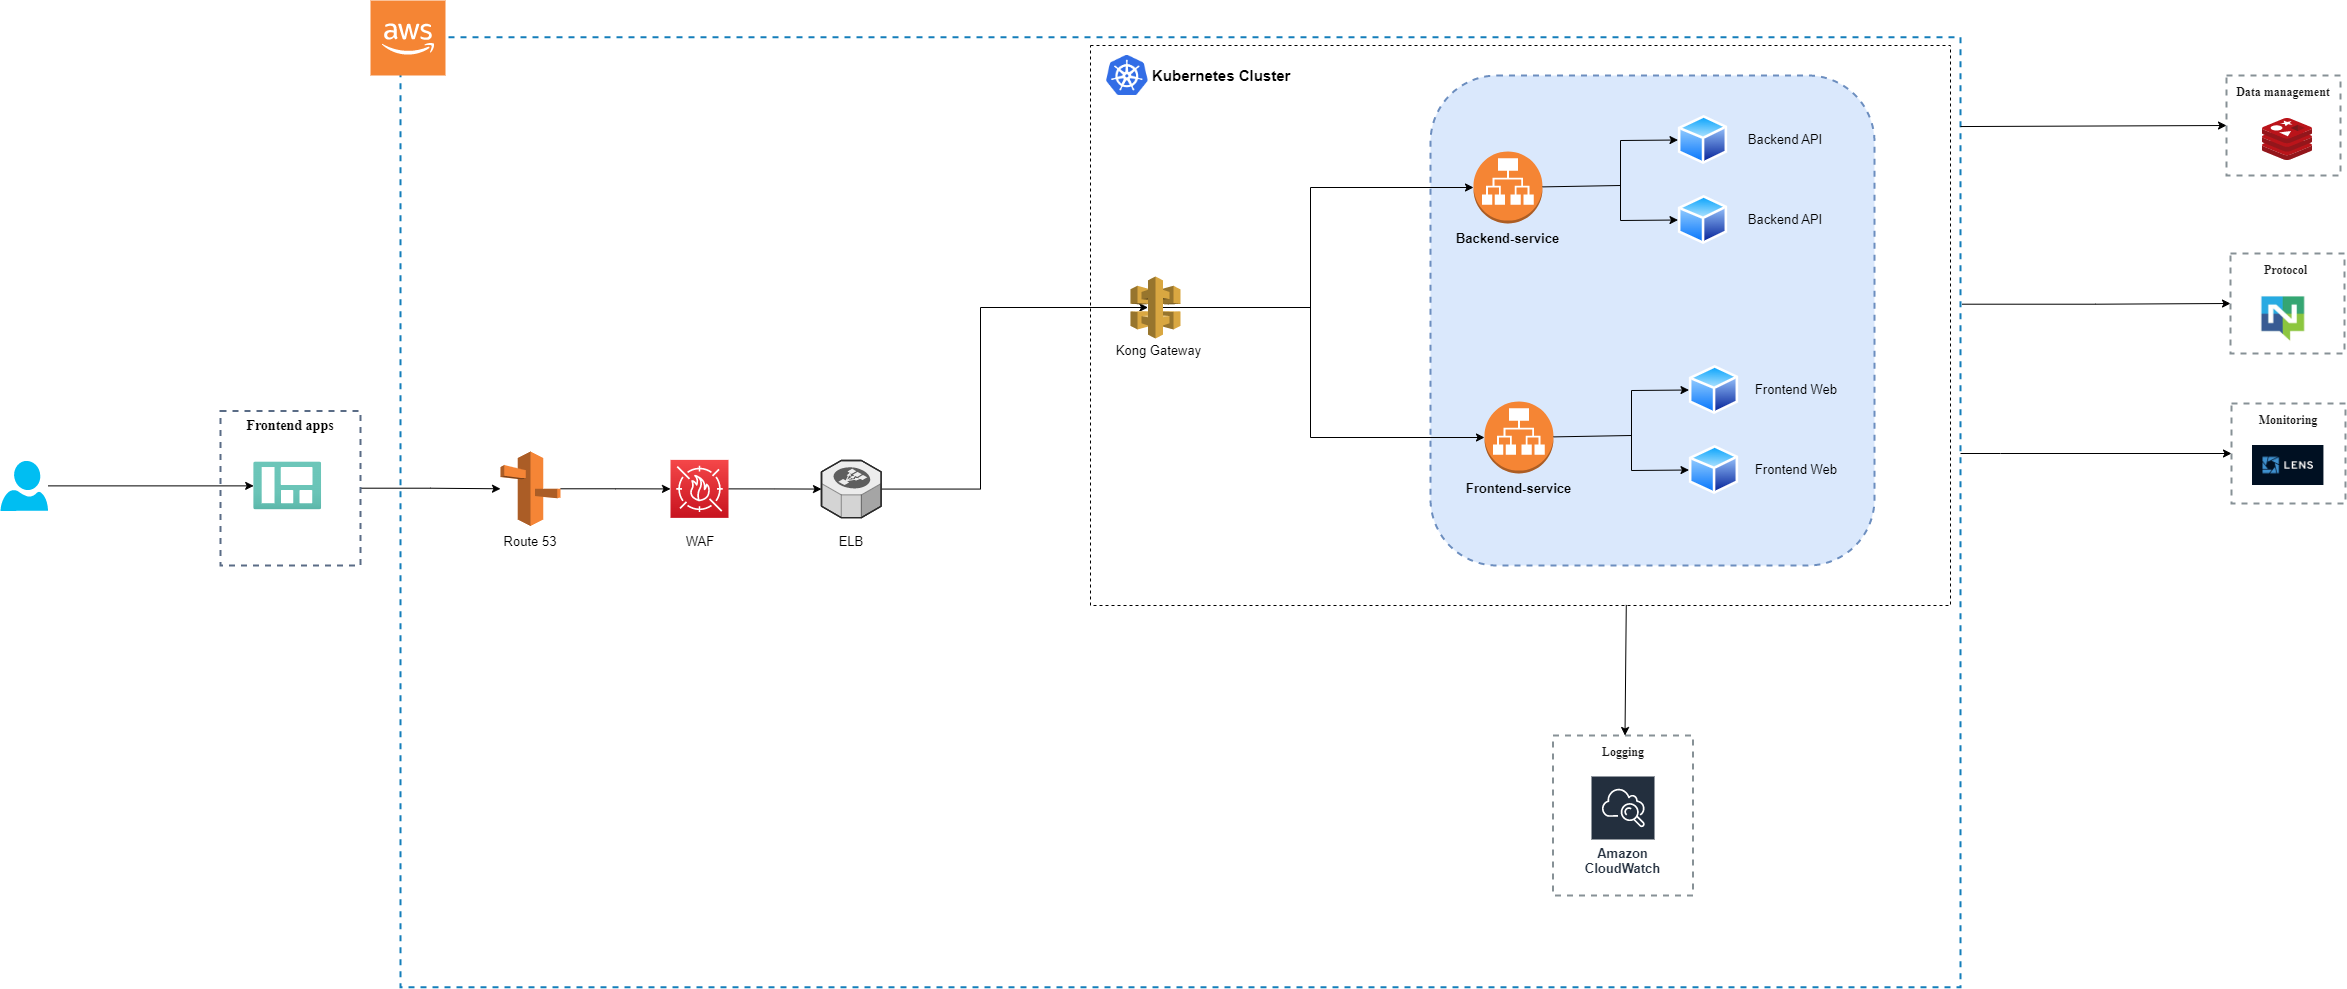 aws
Kubernetes Cluster
Data management
Backend API
Backend API
Backend-service
Protocol
N
Kong Gateway
Frontend Web
Frontend apps
Monitoring
LENS
Frontend Web
Frontend-service
Route 53
WAF
ELB
Logging
Amazon
CloudWatch